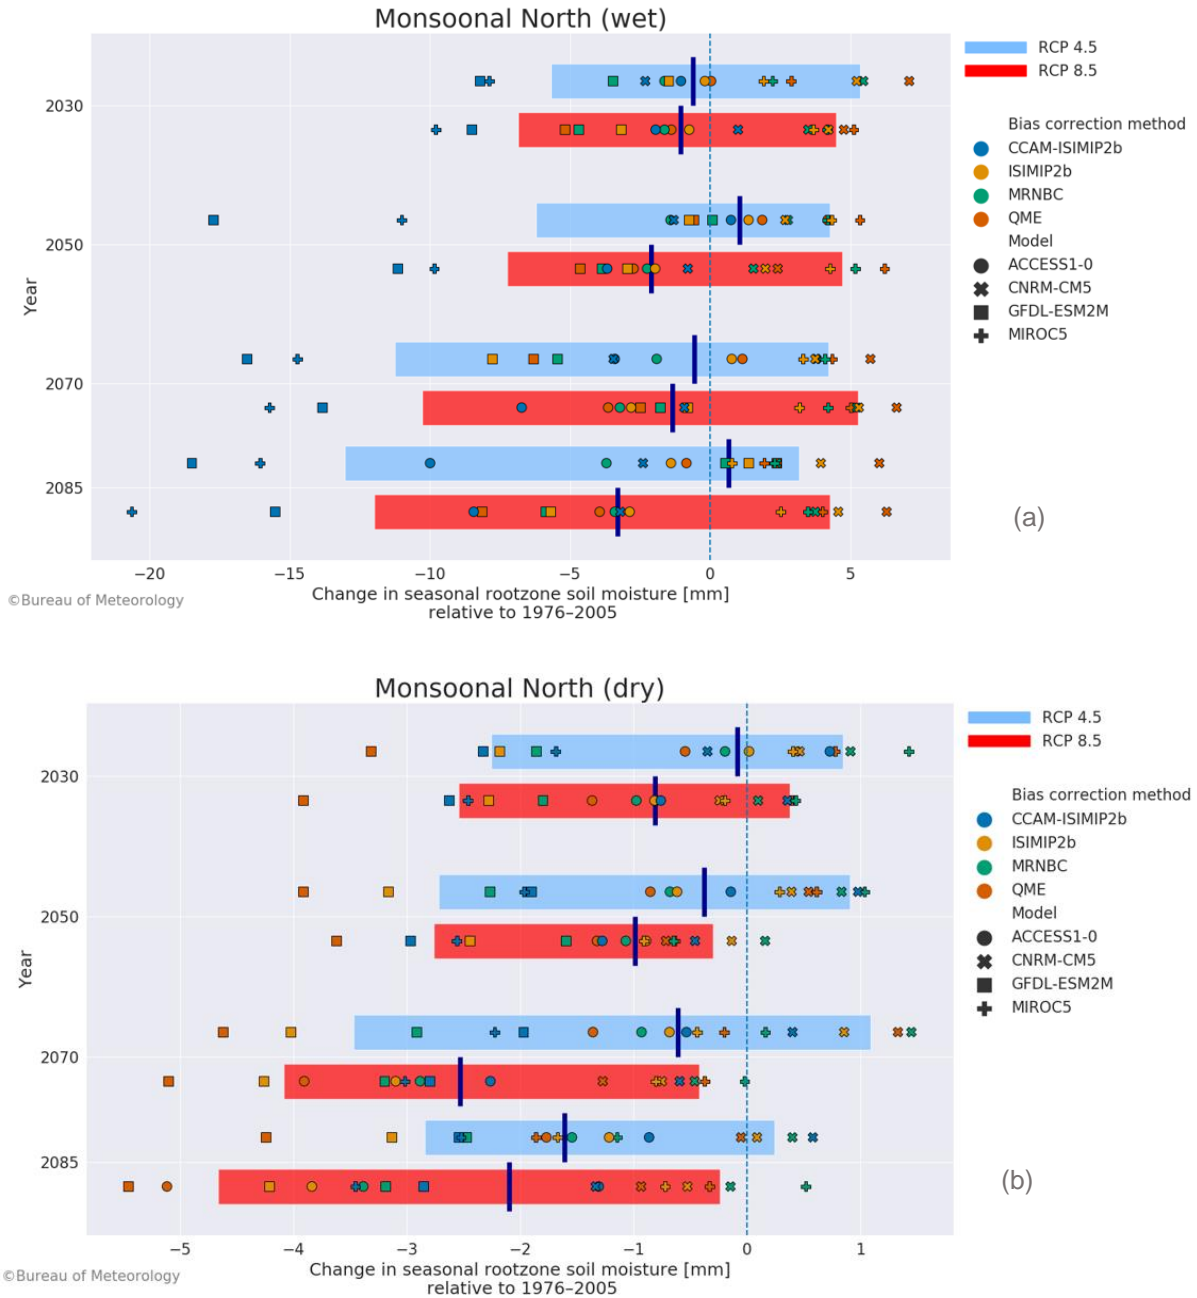 Monsoonal North (wet)
RCP 4.5
RCP 8.5
2030
Bias correction method
CCAM-ISIMIP2b
ISIMIP2b
MRNBC
QME
Model
ACCESS1-0
CNRM-CM5
GFDL-ESM2M
MIROC5
2050
Year
2070
2085
(a)
−20 −15 −10 −5 0 5
Change in seasonal rootzone soil moisture [mm]
relative to 1976–2005
©Bureau of Meteorology
Monsoonal North (dry)
RCP 4.5
RCP 8.5
2030
Bias correction method
CCAM-ISIMIP2b
ISIMIP2b
MRNBC
QME
Model
ACCESS1-0
CNRM-CM5
GFDL-ESM2M
MIROC5
2050
Year
2070
2085
(b)
−5 −4 −3 −2 −1 0 1
Change in seasonal rootzone soil moisture [mm]
relative to 1976–2005
©Bureau of Meteorology